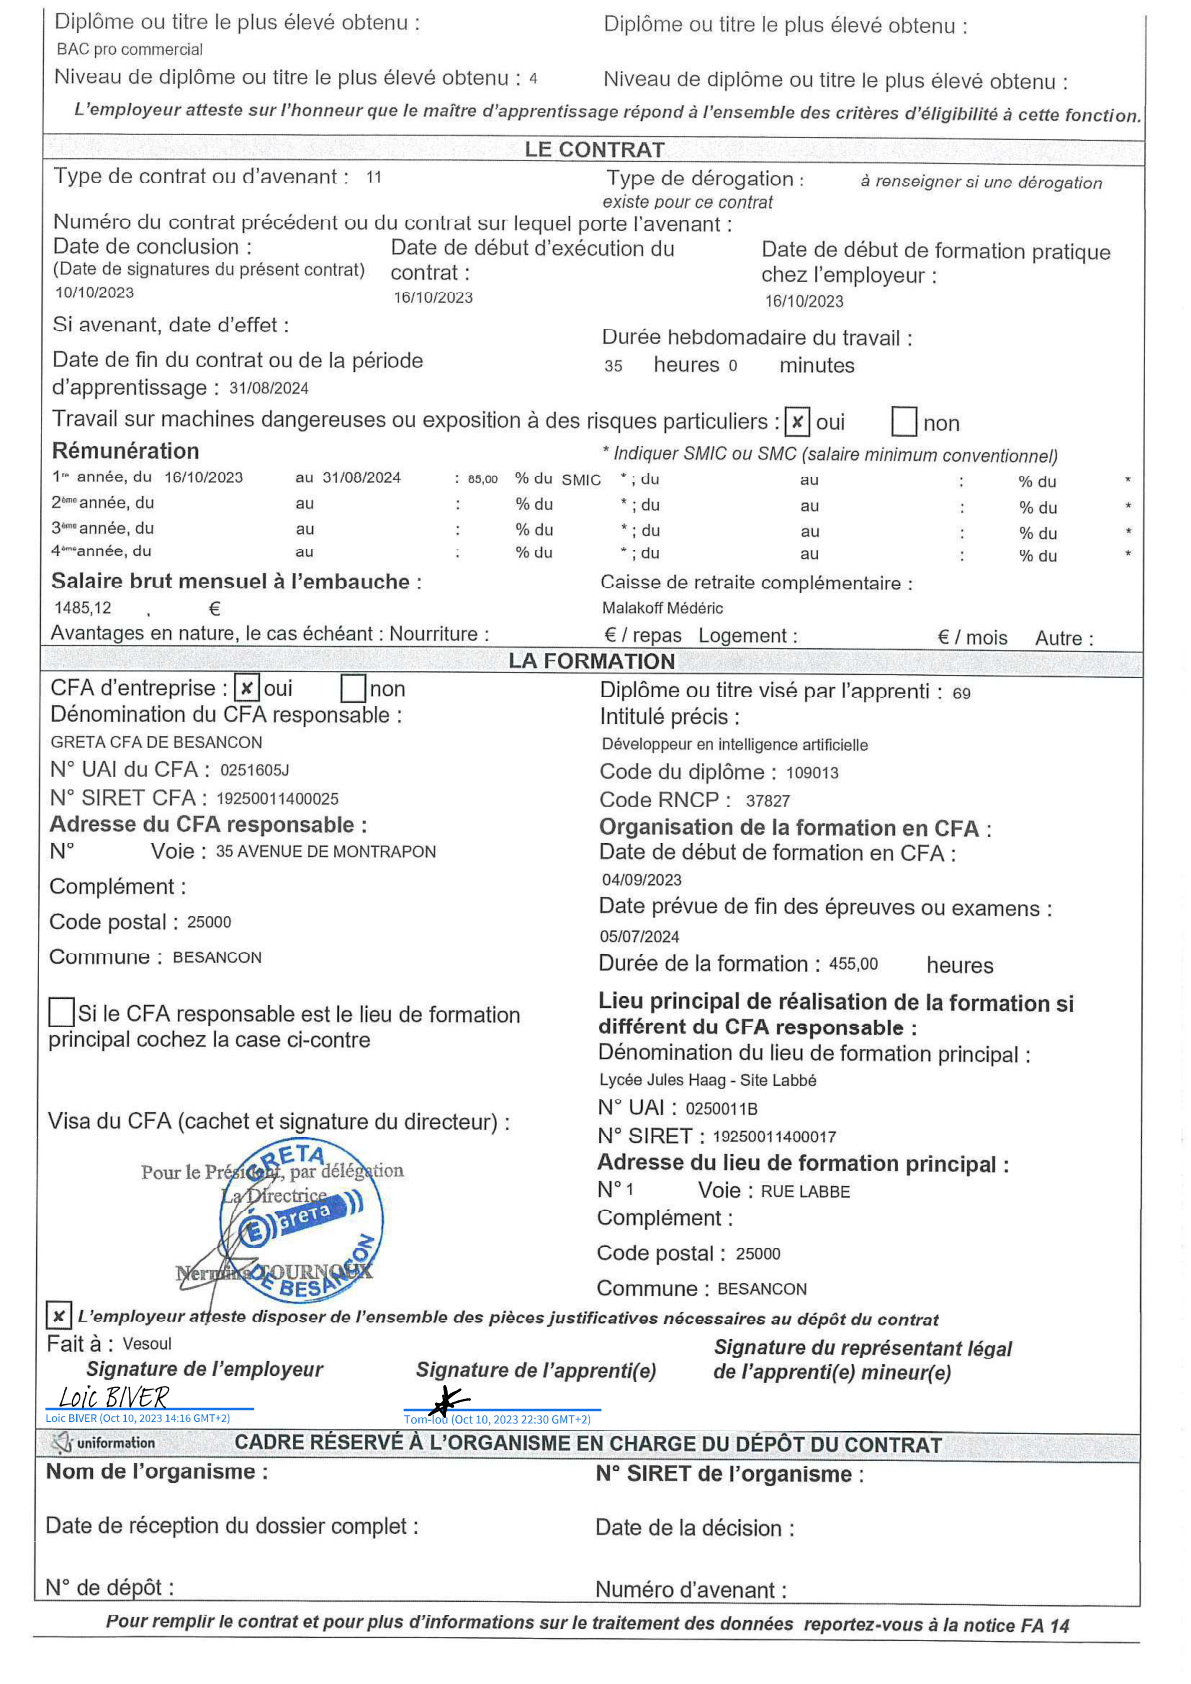 Diplôme ou titre le plus élevé obtenu :
Diplôme ou titre le plus élevé obtenu :
BAC pro commercial
Niveau de diplôme ou titre le plus élevé obtenu : 4
Niveau de diplôme ou titre le plus élevé obtenu :
L'employeur atteste sur l'honneur que le maître d'apprentissage répond à l'ensemble des critères d'éligibilité à cette fonction.
LE CONTRAT
Type de contrat ou d'avenant : 11
Type de dérogation : à renseigner si une dérogation
existe pour ce contrat
Numéro du contrat précédent ou du contrat sur lequel porte l'avenant :
Date de conclusion :
(Date de signatures du présent contrat)
10/10/2023
Date de début d'exécution du
contrat :
16/10/2023
Date de début de formation pratique
chez l'employeur :
16/10/2023
Si avenant, date d'effet :
Durée hebdomadaire du travail :
35 heures 0 minutes
Date de fin du contrat ou de la période
d'apprentissage : 31/08/2024
Travail sur machines dangereuses ou exposition à des risques particuliers : x oui non
Rémunération
* Indiquer SMIC ou SMC (salaire minimum conventionnel)
1re année, du 16/10/2023 au 31/08/2024 : 85,00 % du SMIC * ; du au : % du *
2ème année, du au : % du * ; du au : % du *
3ème année, du au : % du * ; du au : % du *
4ème année, du au : % du * ; du au : % du *
Salaire brut mensuel à l'embauche :
1485,12 , €
Caisse de retraite complémentaire :
Malakoff Médéric
Avantages en nature, le cas échéant : Nourriture : € / repas Logement : € / mois Autre :
LA FORMATION
CFA d'entreprise : x oui non
Dénomination du CFA responsable :
GRETA CFA DE BESANCON
N° UAI du CFA : 0251605J
N° SIRET CFA : 19250011400025
Adresse du CFA responsable :
N° Voie : 35 AVENUE DE MONTRAPON
Complément :
Code postal : 25000
Commune : BESANCON
Si le CFA responsable est le lieu de formation
principal cochez la case ci-contre
Visa du CFA (cachet et signature du directeur) :
Pour le Président, par délégation
La Directrice
GRETA
Greta
DE BESANCON
TOURNOUX
Diplôme ou titre visé par l'apprenti : 69
Intitulé précis :
Développeur en intelligence artificielle
Code du diplôme : 109013
Code RNCP : 37827
Organisation de la formation en CFA :
Date de début de formation en CFA :
04/09/2023
Date prévue de fin des épreuves ou examens :
05/07/2024
Durée de la formation : 455,00 heures
Lieu principal de réalisation de la formation si
différent du CFA responsable :
Dénomination du lieu de formation principal :
Lycée Jules Haag - Site Labbé
N° UAI : 0250011B
N° SIRET : 19250011400017
Adresse du lieu de formation principal :
N° 1 Voie : RUE LABBE
Complément :
Code postal : 25000
Commune : BESANCON
x L'employeur atteste disposer de l'ensemble des pièces justificatives nécessaires au dépôt du contrat
Fait à : Vesoul
Signature de l'employeur
Signature de l'apprenti(e)
Signature du représentant légal
de l'apprenti(e) mineur(e)
Loic BIVER
Loic BIVER (Oct 10, 2023 14:16 GMT+2)
Tom-lou (Oct 10, 2023 22:30 GMT+2)
uniformation
CADRE RÉSERVÉ À L'ORGANISME EN CHARGE DU DÉPÔT DU CONTRAT
Nom de l'organisme :
N° SIRET de l'organisme :
Date de réception du dossier complet :
Date de la décision :
N° de dépôt :
Numéro d'avenant :
Pour remplir le contrat et pour plus d'informations sur le traitement des données reportez-vous à la notice FA 14